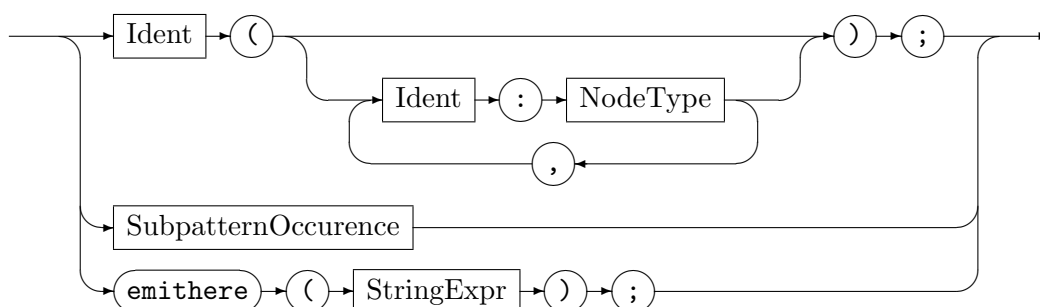 Ident ( ) ;
Ident : NodeType
,
SubpatternOccurence
emithere ( StringExpr ) ;